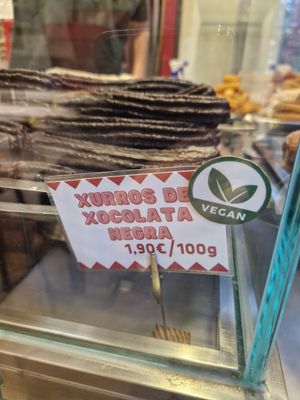 XURROS DE
XOCOLATA
NEGRA
1,90€/100g
VEGAN